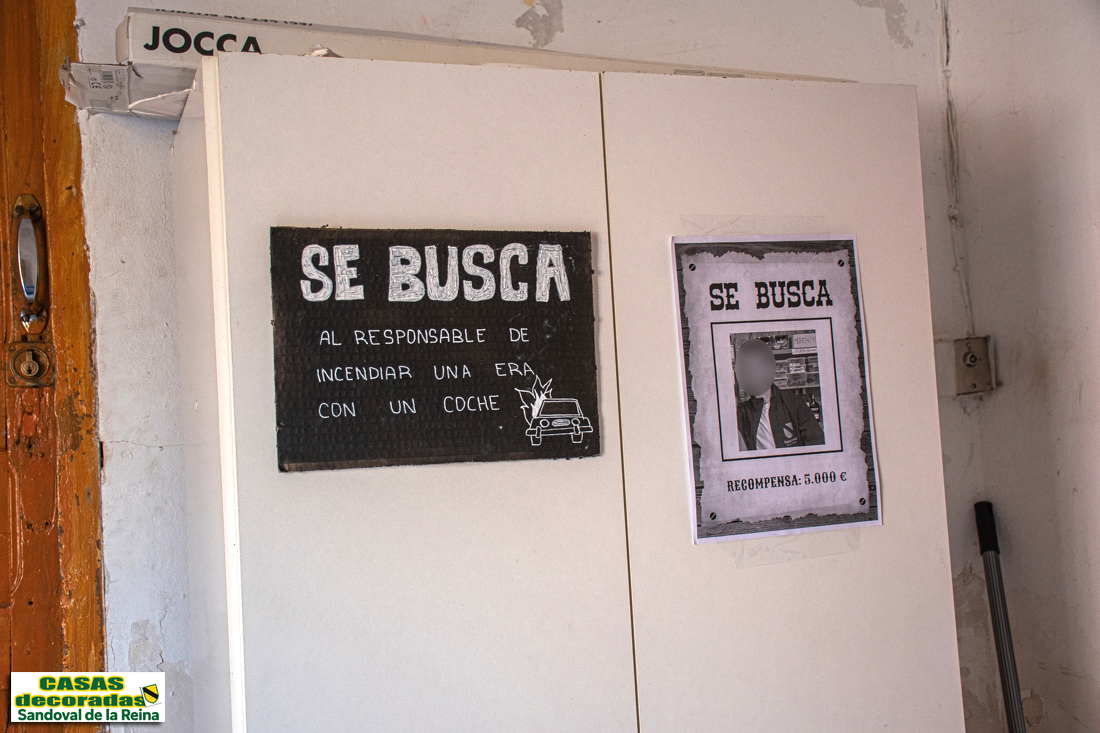 JOCCA
SE BUSCA
AL RESPONSABLE DE
INCENDIAR UNA ERA
CON UN COCHE
SE BUSCA
RECOMPENSA: 5.000 €
CASAS
decoradas
Sandoval de la Reina